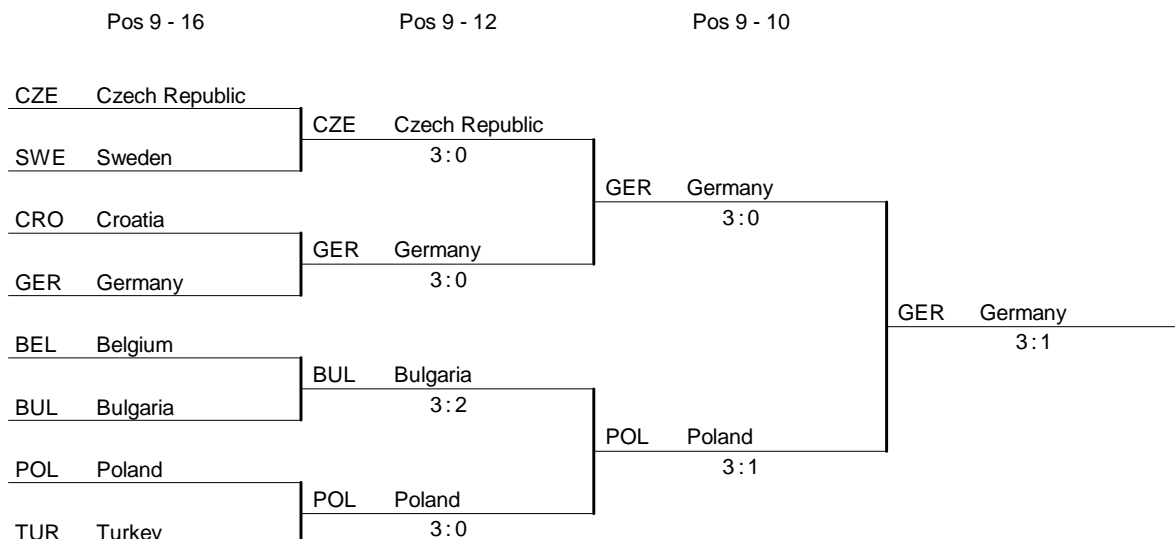 Pos 9 - 16 Pos 9 - 12 Pos 9 - 10
CZE Czech Republic
CZE Czech Republic
SWE Sweden 3 : 0
GER Germany
CRO Croatia 3 : 0
GER Germany
GER Germany 3 : 0
GER Germany
BEL Belgium 3 : 1
BUL Bulgaria
BUL Bulgaria 3 : 2
POL Poland
POL Poland 3 : 1
POL Poland
TUR Turkey 3 : 0